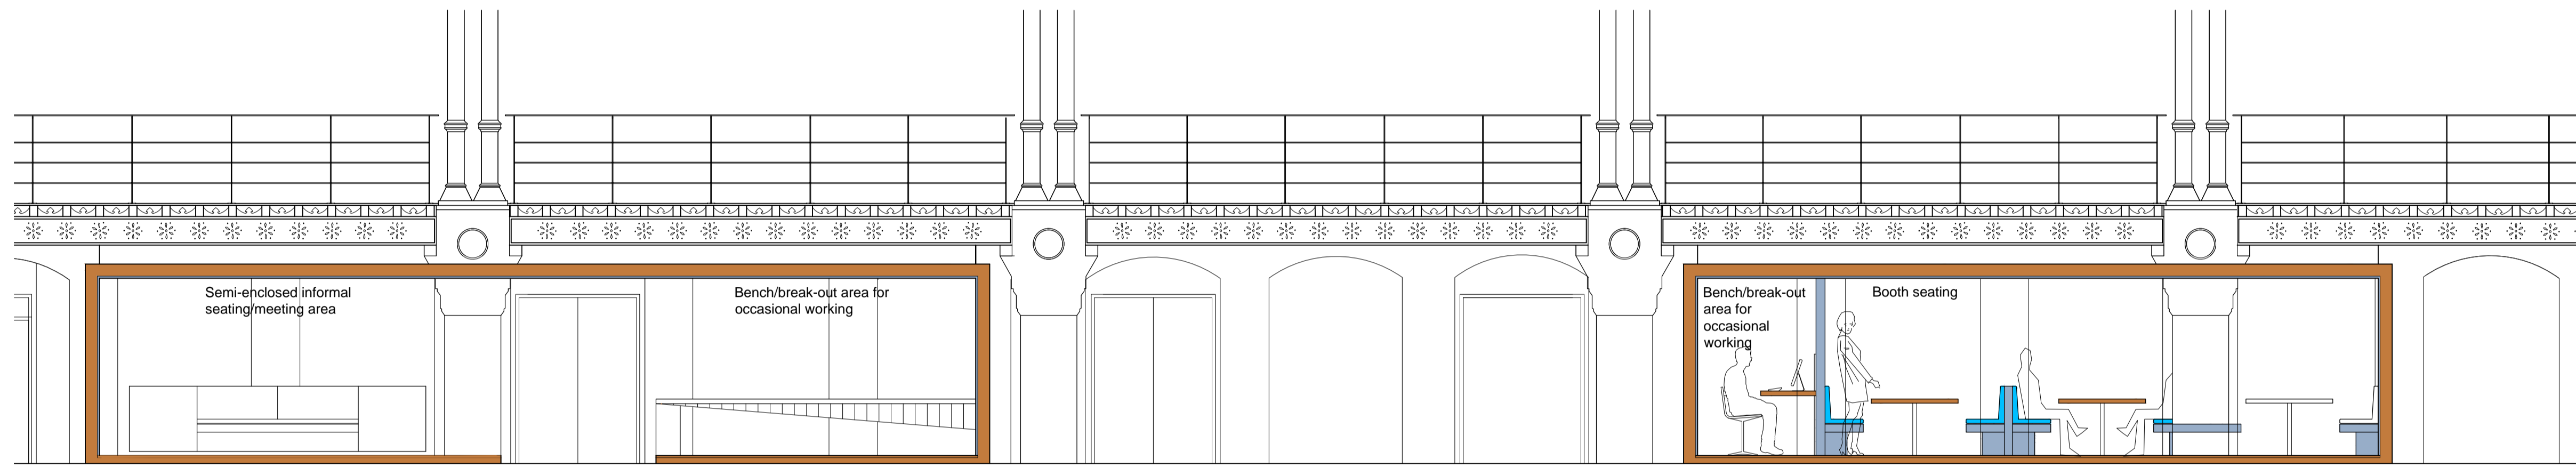 Semi-enclosed informal
seating/meeting area
Bench/break-out area for
occasional working
Bench/break-out
area for
occasional
working
Booth seating